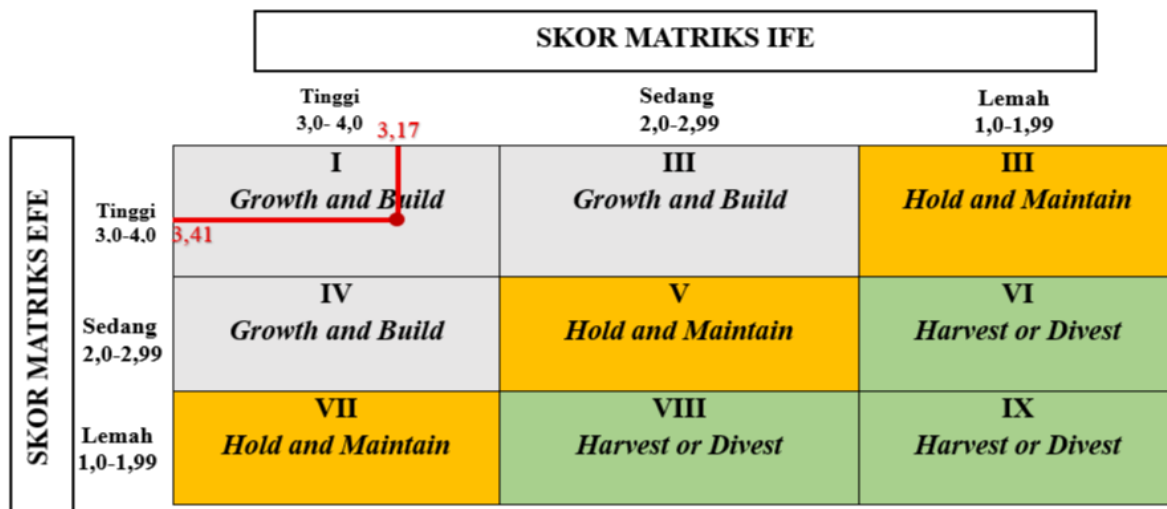 SKOR MATRIKS IFE
Tinggi
3,0- 4,0
3,17
Sedang
2,0-2,99
Lemah
1,0-1,99
SKOR MATRIKS EFE
Tinggi
3.0-4.0
3,41
I
Growth and Build
III
Growth and Build
III
Hold and Maintain
Sedang
2,0-2,99
IV
Growth and Build
V
Hold and Maintain
VI
Harvest or Divest
Lemah
1,0-1,99
VII
Hold and Maintain
VIII
Harvest or Divest
IX
Harvest or Divest